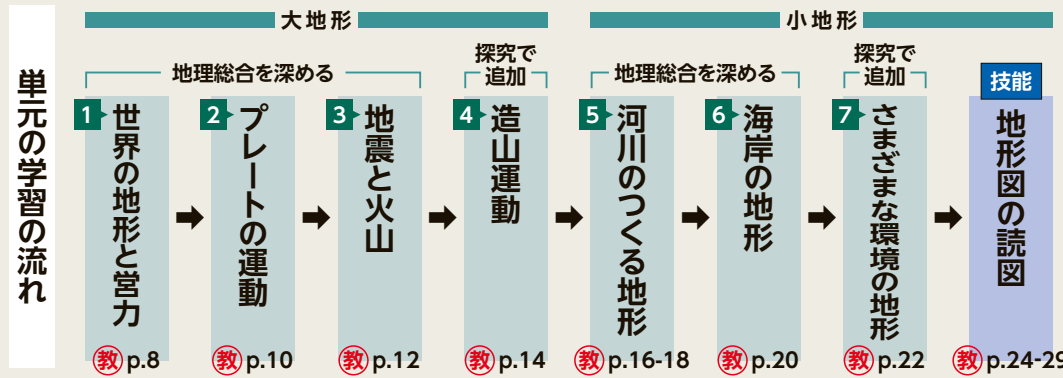 単元の学習の流れ
大地形
小地形
地理総合を深める
探究で
追加
地理総合を深める
探究で
追加
1 世界の地形と営力
教 p.8
2 プレートの運動
教 p.10
3 地震と火山
教 p.12
4 造山運動
教 p.14
5 河川のつくる地形
教 p.16-18
6 海岸の地形
教 p.20
7 さまざまな環境の地形
教 p.22
技能
地形図の読図
教 p.24-29